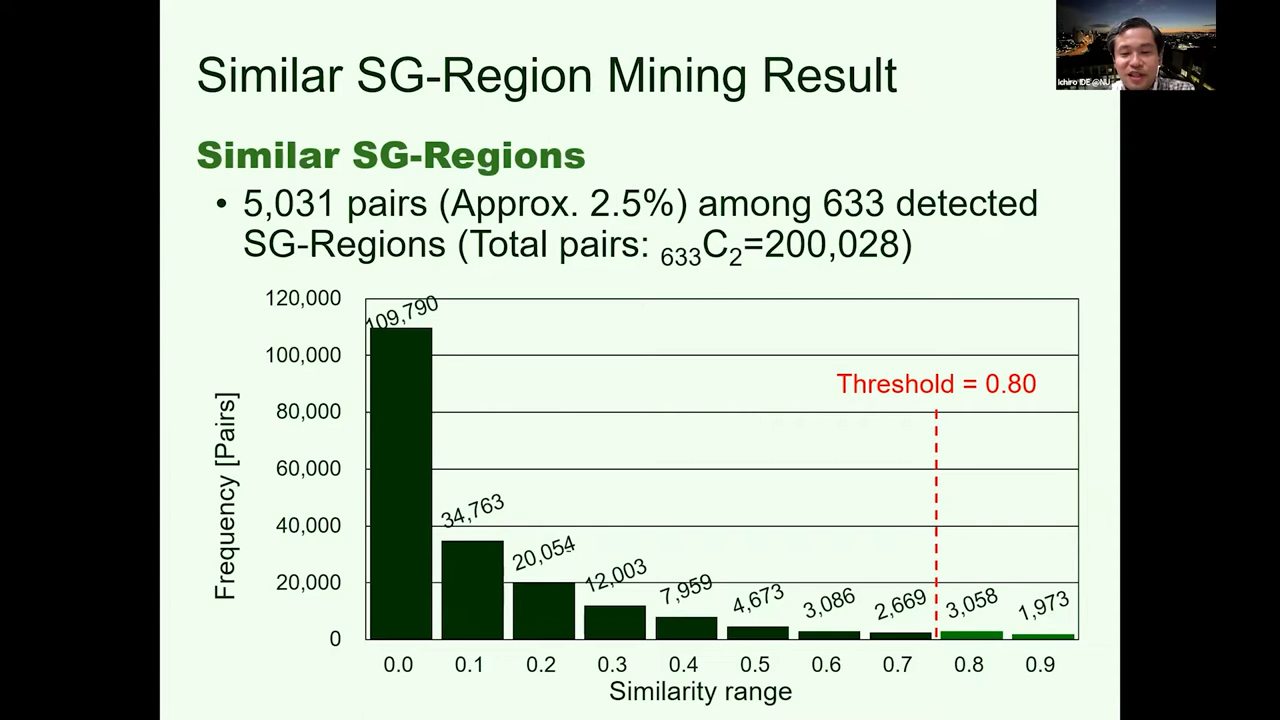 Similar SG-Region Mining Result
Ichiro IDE @NU
Similar SG-Regions
• 5,031 pairs (Approx. 2.5%) among 633 detected
SG-Regions (Total pairs: ₆₃₃C₂=200,028)
120,000
100,000
80,000
60,000
40,000
20,000
0
Frequency [Pairs]
109,790
34,763
20,054
12,003
7,959
4,673
3,086
2,669
3,058
1,973
Threshold = 0.80
0.0 0.1 0.2 0.3 0.4 0.5 0.6 0.7 0.8 0.9
Similarity range